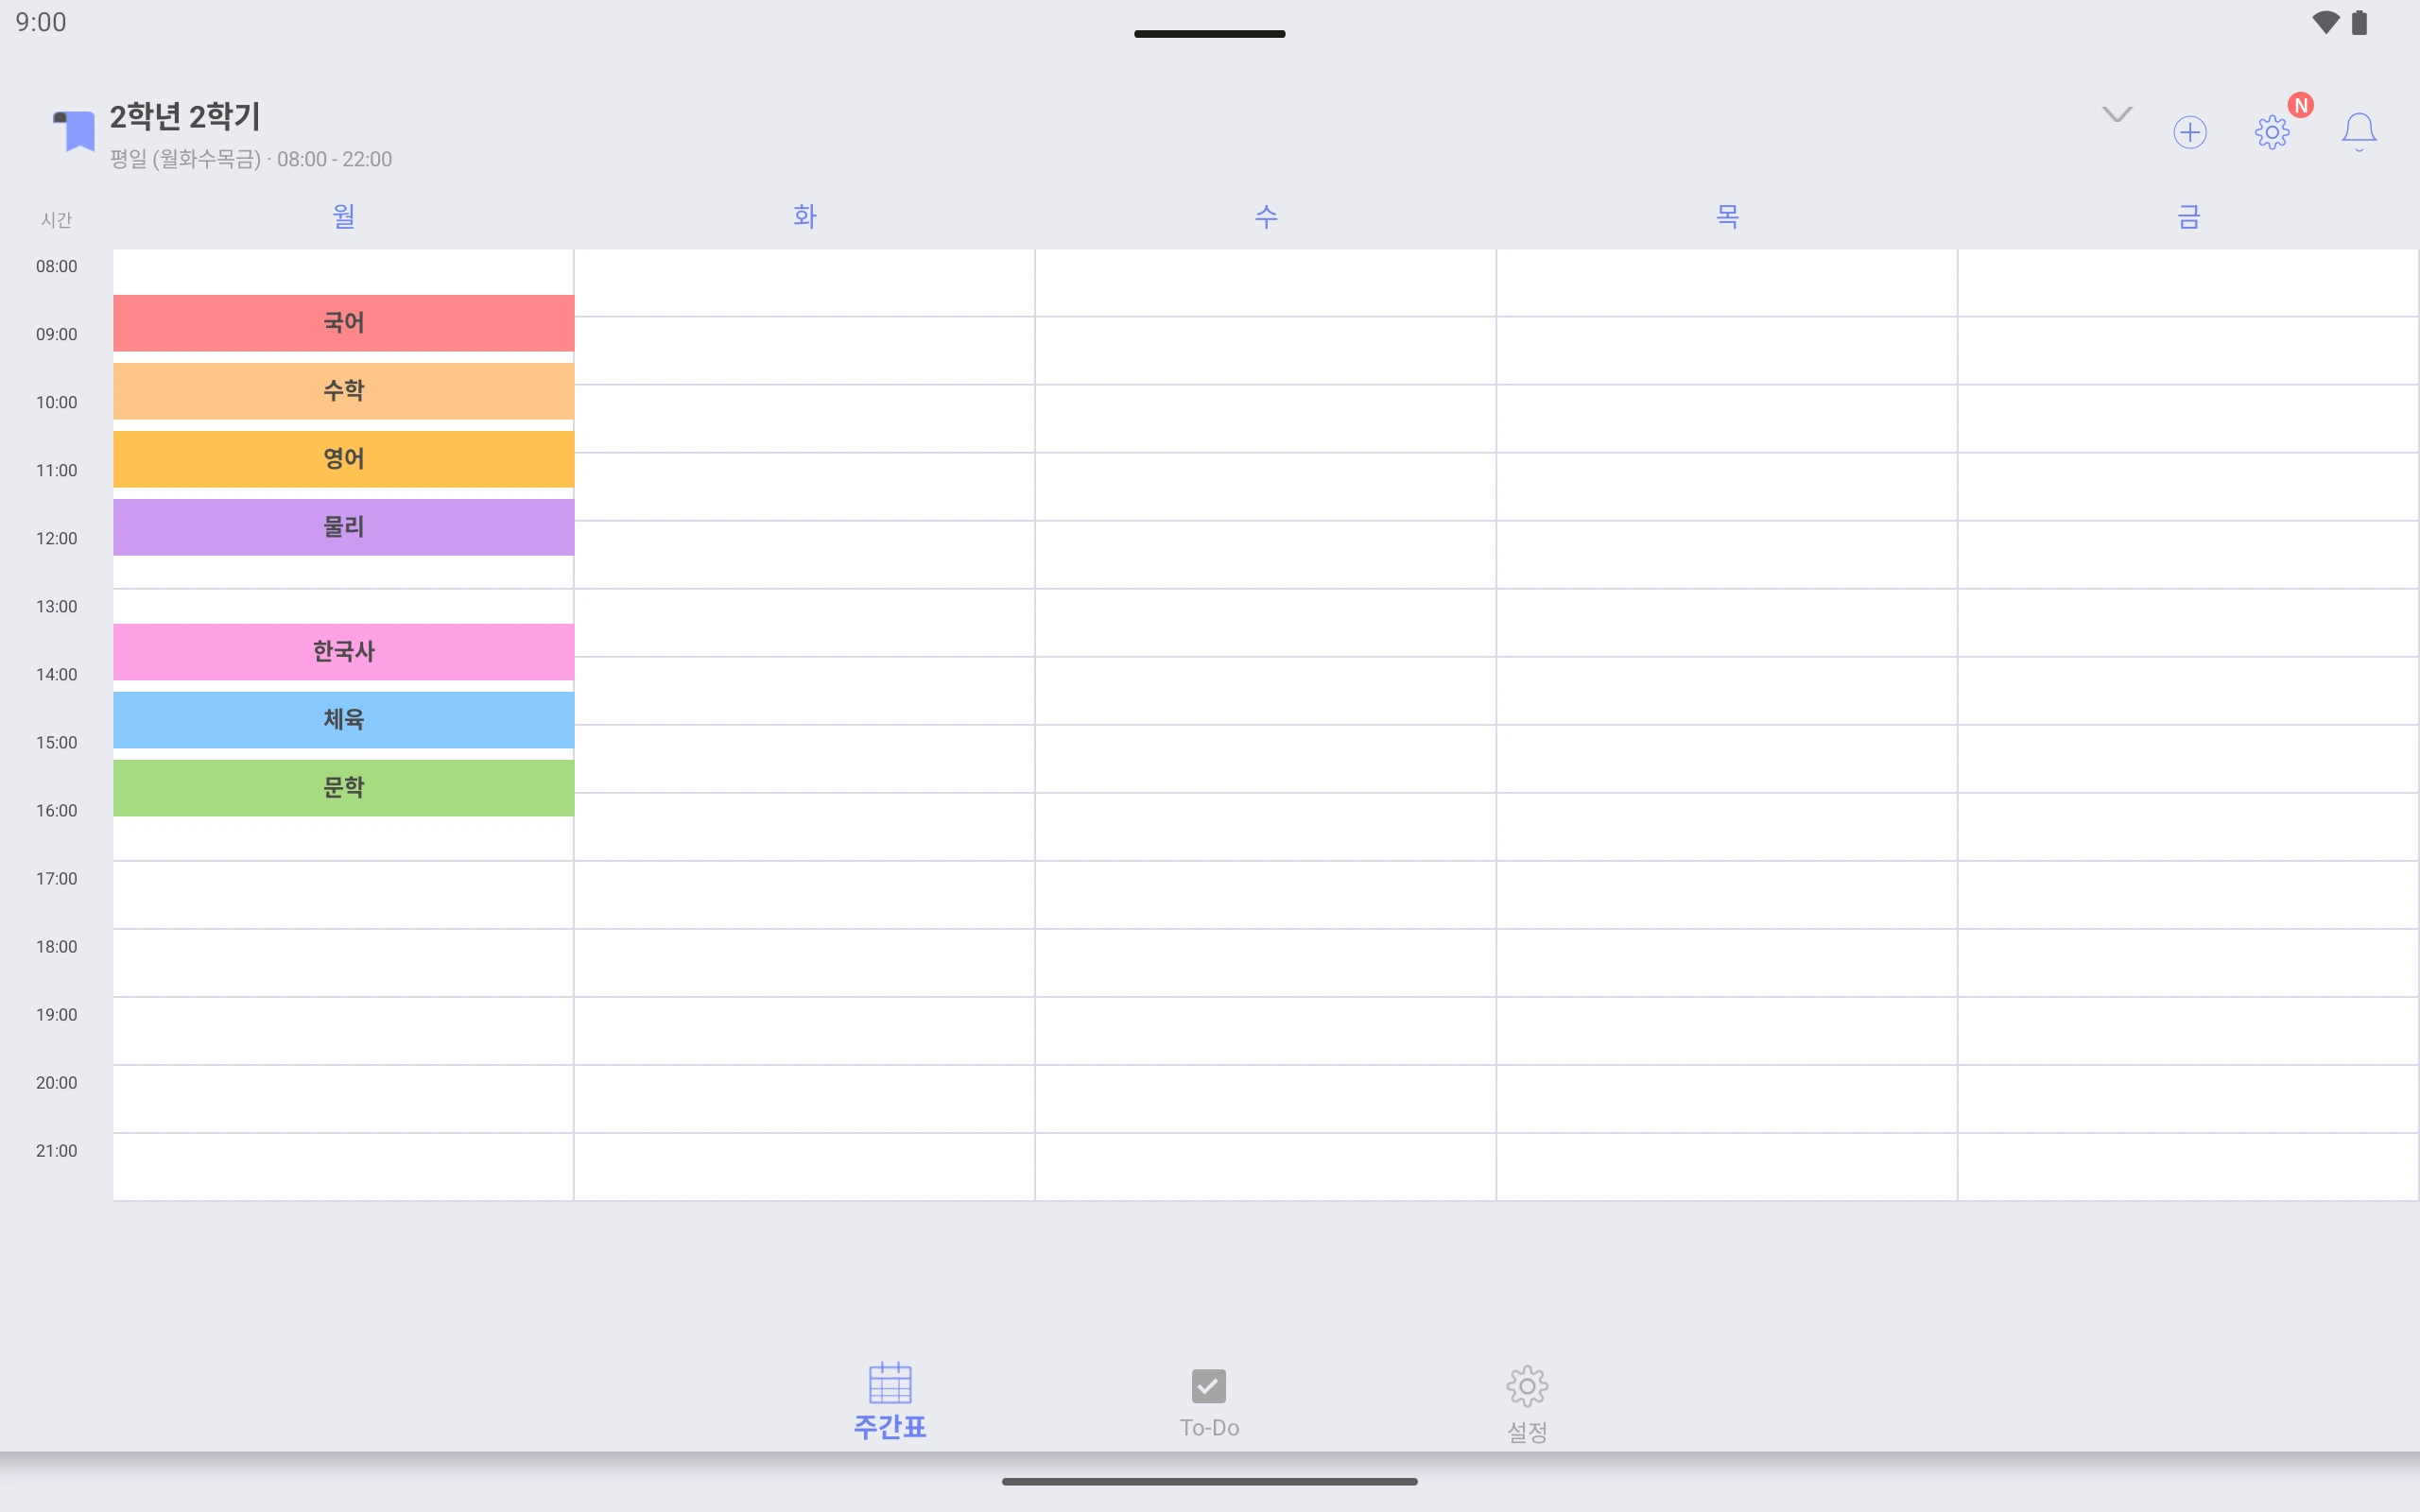 9:00
2학년 2학기
N
평일 (월화수목금) · 08:00 - 22:00
시간 월 화 수 목 금
08:00
국어
09:00
수학
10:00
영어
11:00
물리
12:00
13:00
한국사
14:00
체육
15:00
문학
16:00
17:00
18:00
19:00
20:00
21:00
주간표 To-Do 설정